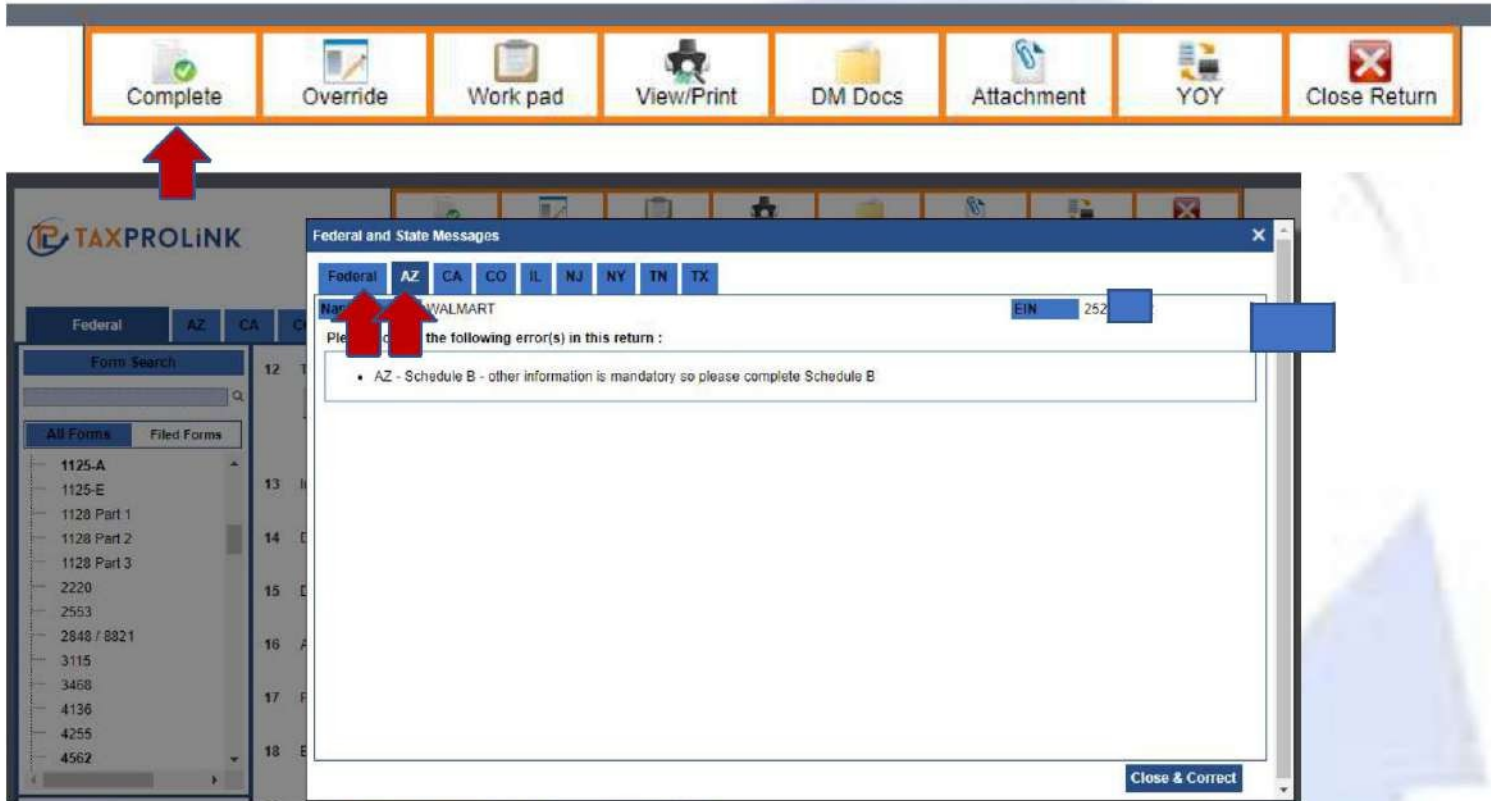 Complete Override Work pad View/Print DM Docs Attachment YOY Close Return
TAXPROLiNK
Federal and State Messages
Federal AZ CA CO IL NJ NY TN TX
WALMART EIN 252
the following error(s) in this return :
• AZ - Schedule B - other information is mandatory so please complete Schedule B
Federal AZ CA
Form Search
All Forms Filed Forms
1125-A
1125-E
1128 Part 1
1128 Part 2
1128 Part 3
2220
2553
2848 / 8821
3115
3468
4136
4255
4562
12
13
14
15
16
17
18
Close & Correct